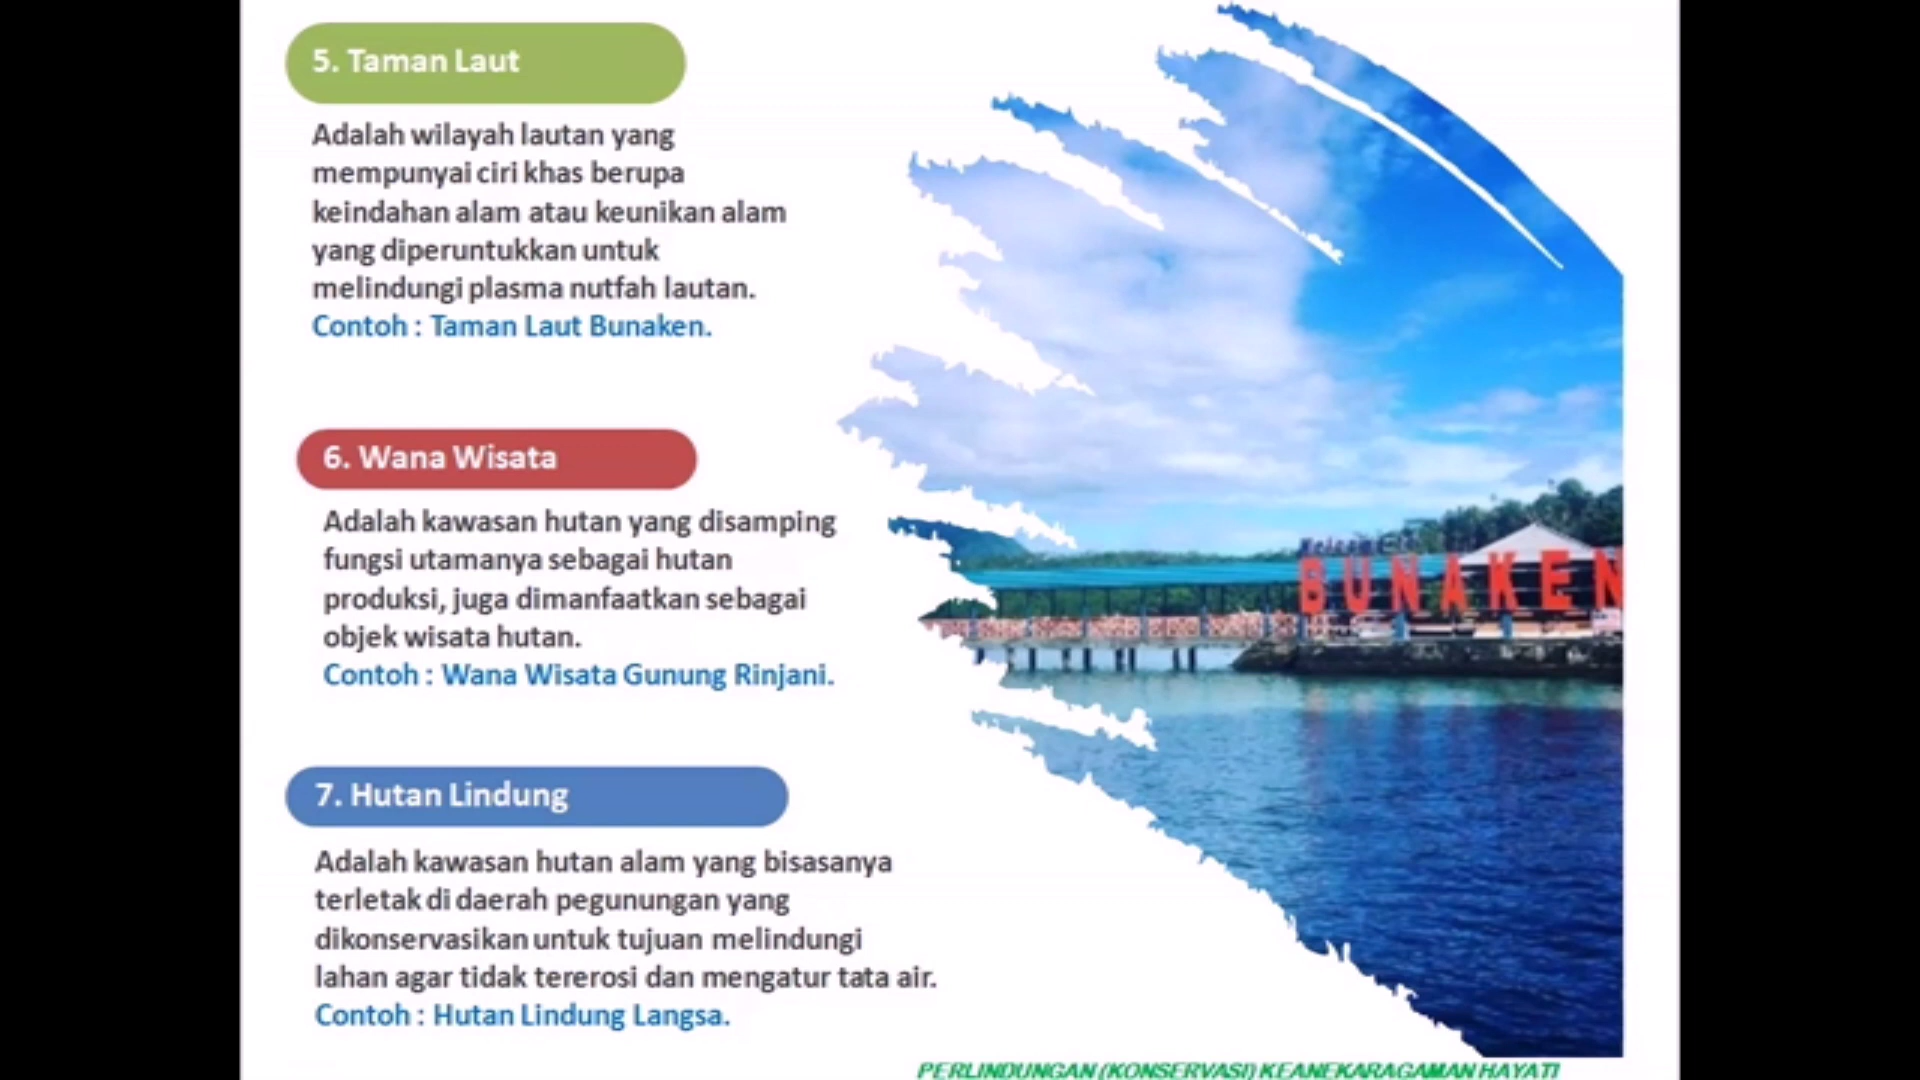 5. Taman Laut
Adalah wilayah lautan yang
mempunyai ciri khas berupa
keindahan alam atau keunikan alam
yang diperuntukkan untuk
melindungi plasma nutfah lautan.
Contoh : Taman Laut Bunaken.
6. Wana Wisata
Adalah kawasan hutan yang disamping
fungsi utamanya sebagai hutan
produksi, juga dimanfaatkan sebagai
objek wisata hutan.
Contoh : Wana Wisata Gunung Rinjani.
7. Hutan Lindung
Adalah kawasan hutan alam yang bisasanya
terletak di daerah pegunungan yang
dikonservasikan untuk tujuan melindungi
lahan agar tidak tererosi dan mengatur tata air.
Contoh : Hutan Lindung Langsa.
BUNAKEN
PERLINDUNGAN (KONSERVASI) KEANEKARAGAMAN HAYATI